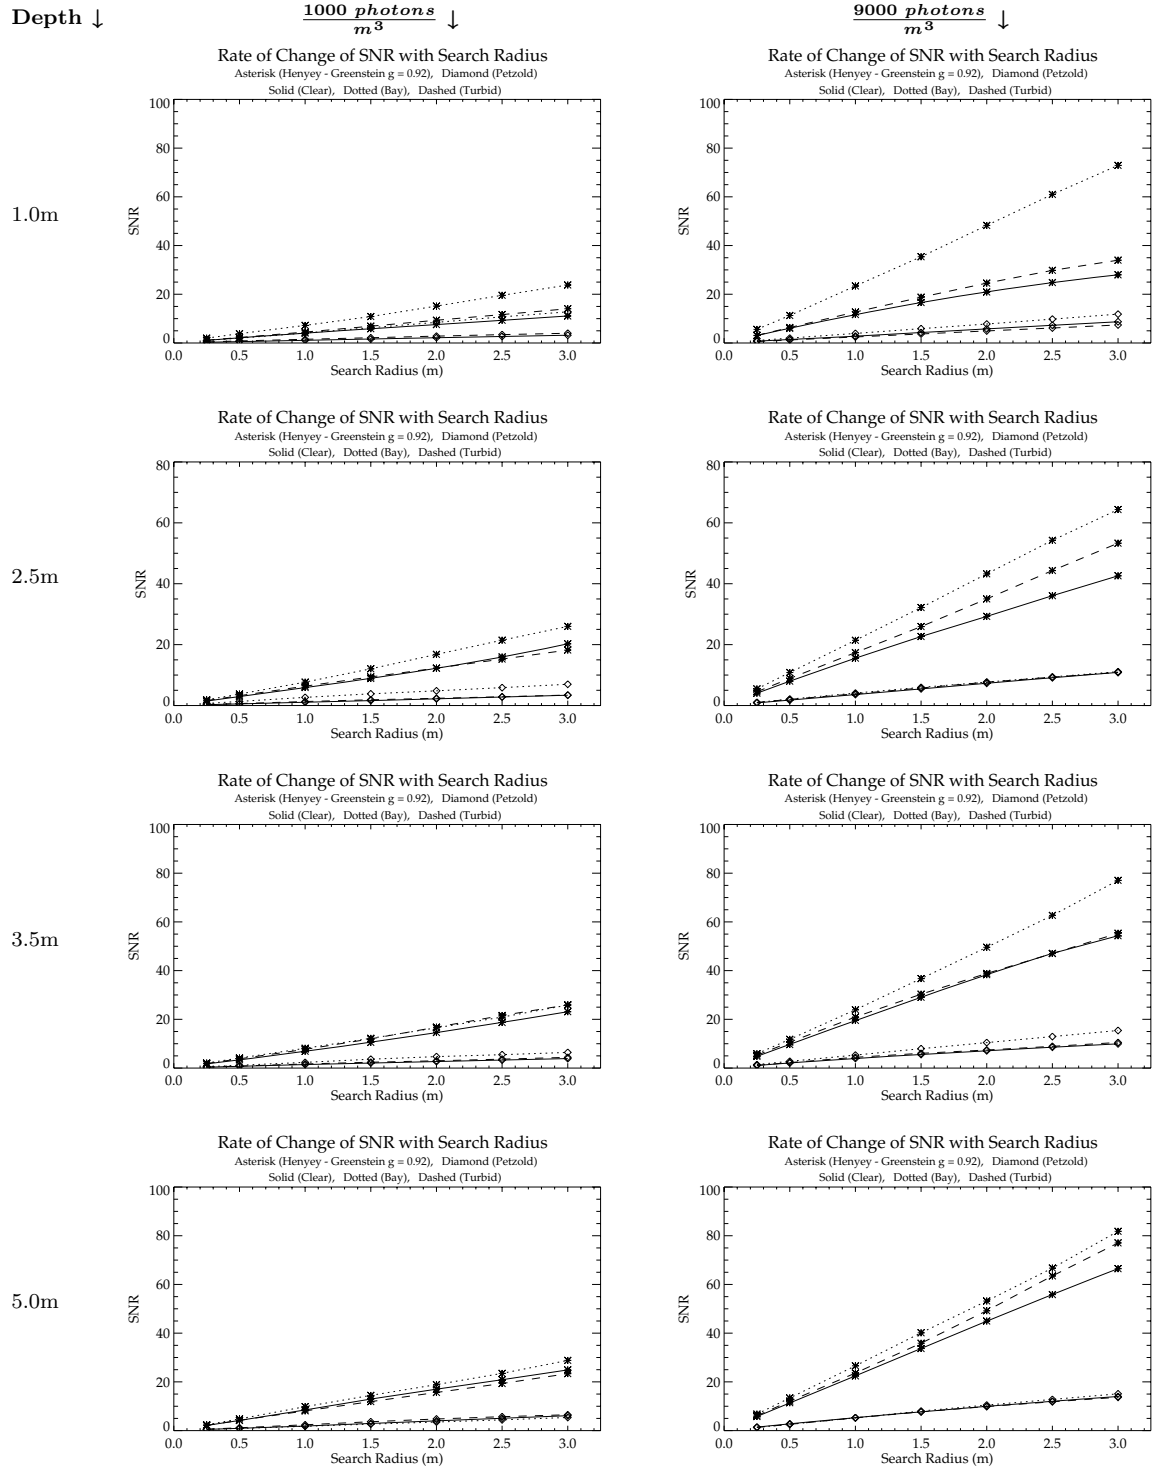 Depth ↓ 1000 photons / m³ ↓ 9000 photons / m³ ↓
1.0m
Rate of Change of SNR with Search Radius
Asterisk (Henyey - Greenstein g = 0.92), Diamond (Petzold)
Solid (Clear), Dotted (Bay), Dashed (Turbid)
100
80
60
40
20
0
SNR
0.0 0.5 1.0 1.5 2.0 2.5 3.0
Search Radius (m)
Rate of Change of SNR with Search Radius
Asterisk (Henyey - Greenstein g = 0.92), Diamond (Petzold)
Solid (Clear), Dotted (Bay), Dashed (Turbid)
100
80
60
40
20
0
SNR
0.0 0.5 1.0 1.5 2.0 2.5 3.0
Search Radius (m)
2.5m
Rate of Change of SNR with Search Radius
Asterisk (Henyey - Greenstein g = 0.92), Diamond (Petzold)
Solid (Clear), Dotted (Bay), Dashed (Turbid)
80
60
40
20
0
SNR
0.0 0.5 1.0 1.5 2.0 2.5 3.0
Search Radius (m)
Rate of Change of SNR with Search Radius
Asterisk (Henyey - Greenstein g = 0.92), Diamond (Petzold)
Solid (Clear), Dotted (Bay), Dashed (Turbid)
80
60
40
20
0
SNR
0.0 0.5 1.0 1.5 2.0 2.5 3.0
Search Radius (m)
3.5m
Rate of Change of SNR with Search Radius
Asterisk (Henyey - Greenstein g = 0.92), Diamond (Petzold)
Solid (Clear), Dotted (Bay), Dashed (Turbid)
100
80
60
40
20
0
SNR
0.0 0.5 1.0 1.5 2.0 2.5 3.0
Search Radius (m)
Rate of Change of SNR with Search Radius
Asterisk (Henyey - Greenstein g = 0.92), Diamond (Petzold)
Solid (Clear), Dotted (Bay), Dashed (Turbid)
100
80
60
40
20
0
SNR
0.0 0.5 1.0 1.5 2.0 2.5 3.0
Search Radius (m)
5.0m
Rate of Change of SNR with Search Radius
Asterisk (Henyey - Greenstein g = 0.92), Diamond (Petzold)
Solid (Clear), Dotted (Bay), Dashed (Turbid)
100
80
60
40
20
0
SNR
0.0 0.5 1.0 1.5 2.0 2.5 3.0
Search Radius (m)
Rate of Change of SNR with Search Radius
Asterisk (Henyey - Greenstein g = 0.92), Diamond (Petzold)
Solid (Clear), Dotted (Bay), Dashed (Turbid)
100
80
60
40
20
0
SNR
0.0 0.5 1.0 1.5 2.0 2.5 3.0
Search Radius (m)